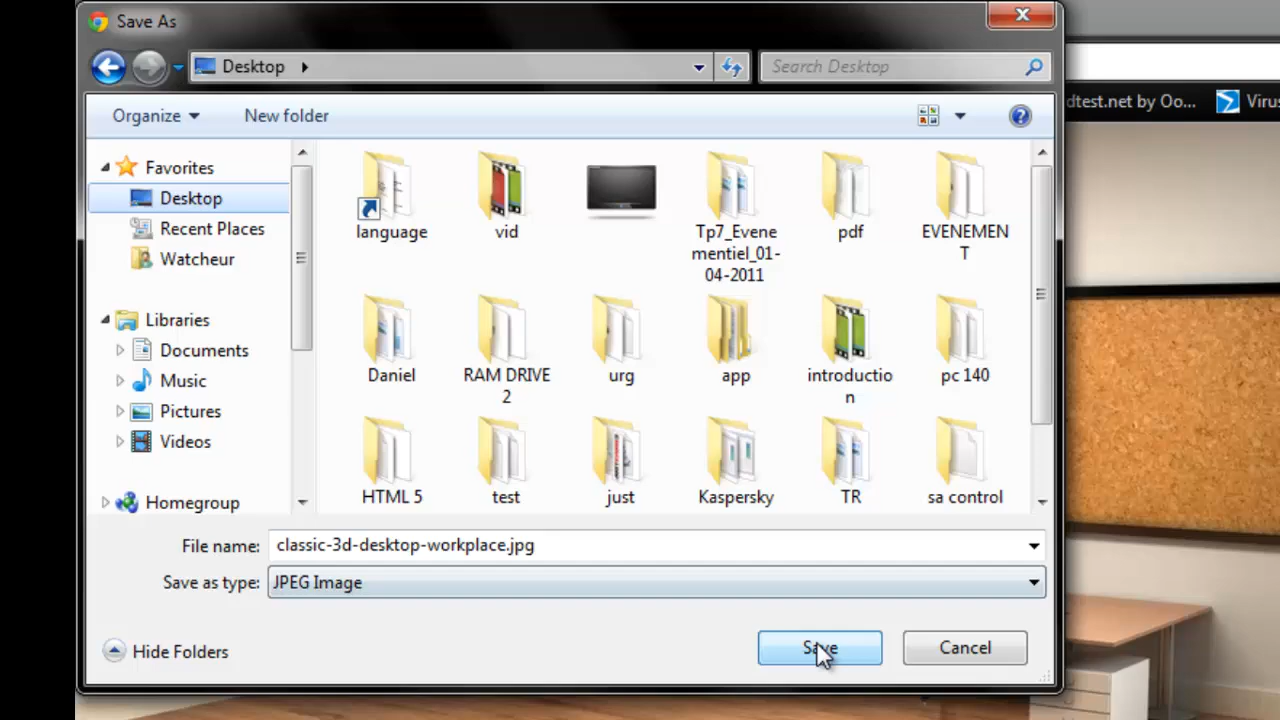 Save As
Desktop
Search Desktop
dtest.net by Oo...
Virus
Organize
New folder
Favorites
Desktop
Recent Places
Watcheur
Libraries
Documents
Music
Pictures
Videos
Homegroup
language
vid
Tp7_Evene
mentiel_01-
04-2011
pdf
EVENEMEN
T
Daniel
RAM DRIVE
2
urg
app
introductio
n
pc 140
HTML 5
test
just
Kaspersky
TR
sa control
File name:
classic-3d-desktop-workplace.jpg
Save as type:
JPEG Image
Hide Folders
Save
Cancel